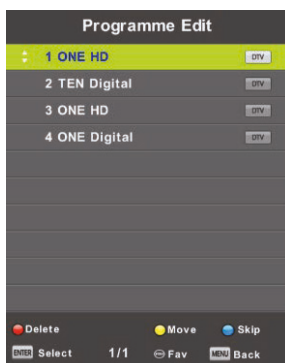 Programme Edit
1 ONE HD DTV
2 TEN Digital DTV
3 ONE HD DTV
4 ONE Digital DTV
Delete Move Skip
ENTER Select 1/1 Fav MENU Back